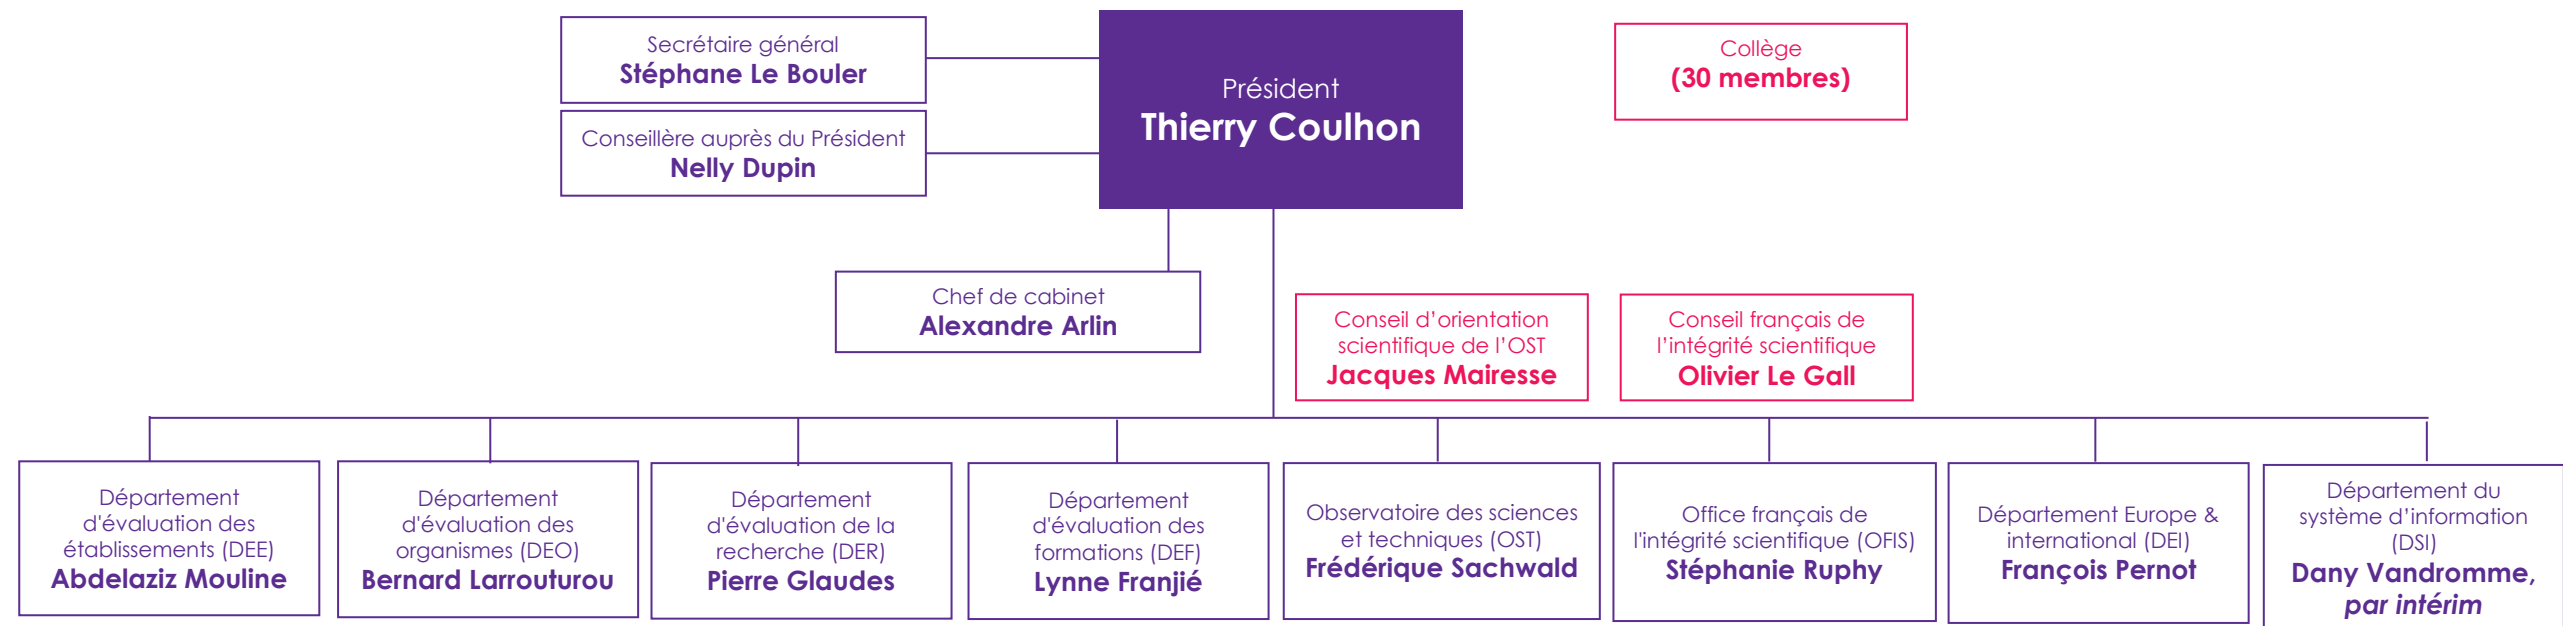 Secrétaire général
Stéphane Le Bouler
Conseillère auprès du Président
Nelly Dupin
Président
Thierry Coulhon
Collège
(30 membres)
Chef de cabinet
Alexandre Arlin
Conseil d’orientation
scientifique de l’OST
Jacques Mairesse
Conseil français de
l’intégrité scientifique
Olivier Le Gall
Département
d'évaluation des
établissements (DEE)
Abdelaziz Mouline
Département
d'évaluation des
organismes (DEO)
Bernard Larrouturou
Département
d'évaluation de la
recherche (DER)
Pierre Glaudes
Département
d'évaluation des
formations (DEF)
Lynne Franjié
Observatoire des sciences
et techniques (OST)
Frédérique Sachwald
Office français de
l'intégrité scientifique (OFIS)
Stéphanie Ruphy
Département Europe &
international (DEI)
François Pernot
Département du
système d’information
(DSI)
Dany Vandromme,
par intérim